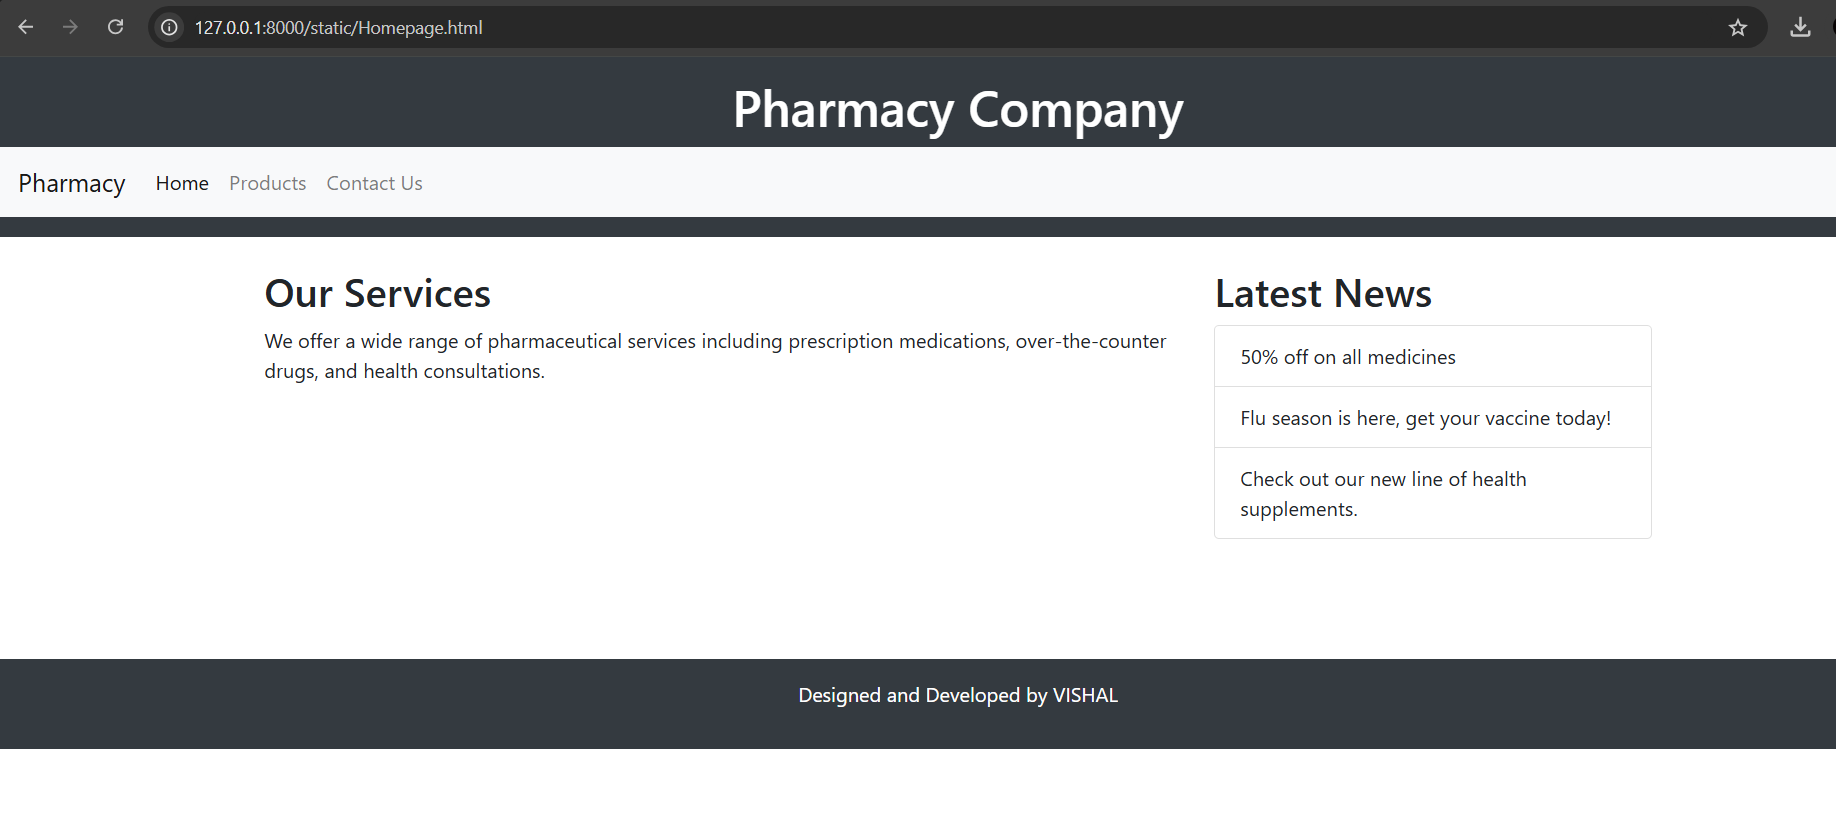 127.0.0.1:8000/static/Homepage.html
Pharmacy Company
Pharmacy Home Products Contact Us
Our Services
We offer a wide range of pharmaceutical services including prescription medications, over-the-counter
drugs, and health consultations.
Latest News
50% off on all medicines
Flu season is here, get your vaccine today!
Check out our new line of health
supplements.
Designed and Developed by VISHAL